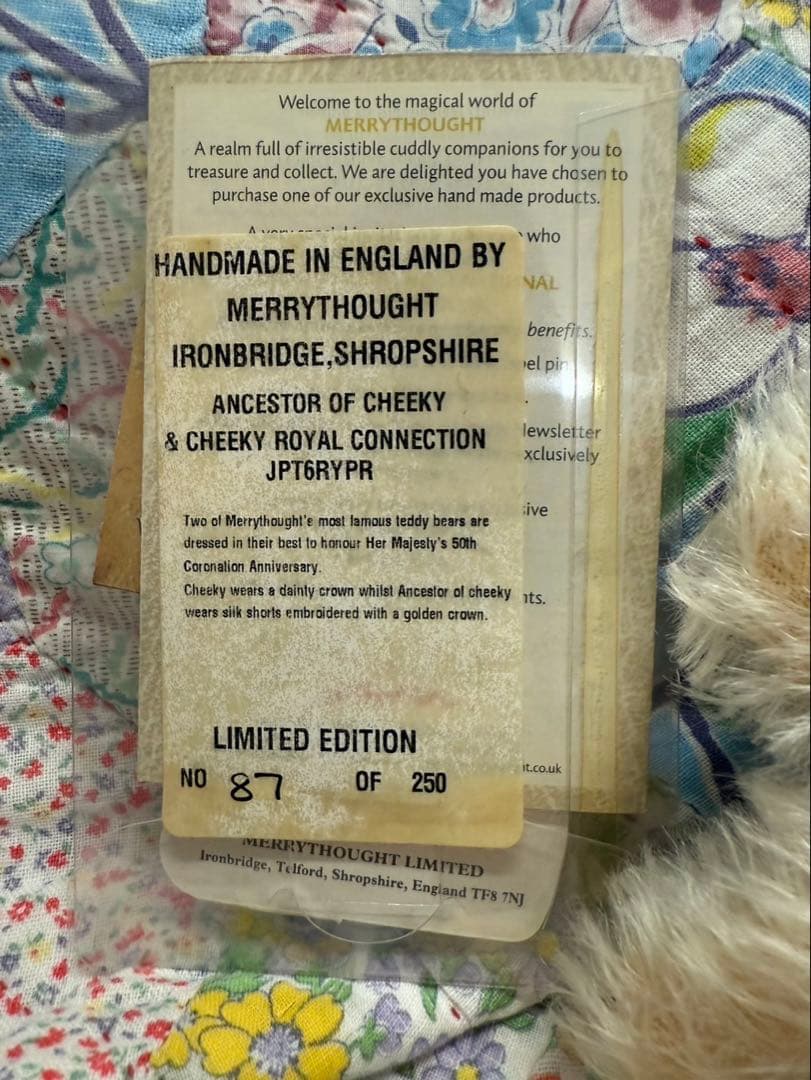 Welcome to the magical world of
MERRYTHOUGHT
A realm full of irresistible cuddly companions for you to
treasure and collect. We are delighted you have chosen to
purchase one of our exclusive hand made products.
who
HANDMADE IN ENGLAND BY
MERRYTHOUGHT
IRONBRIDGE,SHROPSHIRE
ANCESTOR OF CHEEKY
& CHEEKY ROYAL CONNECTION
JPT6RYPR
Two of Merrythought's most famous teddy bears are
dressed in their best to honour Her Majesty's 50th
Coronation Anniversary.
Cheeky wears a dainty crown whilst Ancestor of cheeky
wears silk shorts embroidered with a golden crown.
LIMITED EDITION
NO 87 OF 250
NAL
benefits.
el pin
lewsletter
xclusively
ive
nts.
t.co.uk
MERRYTHOUGHT LIMITED
Ironbridge, Telford, Shropshire, England TF8 7NJ